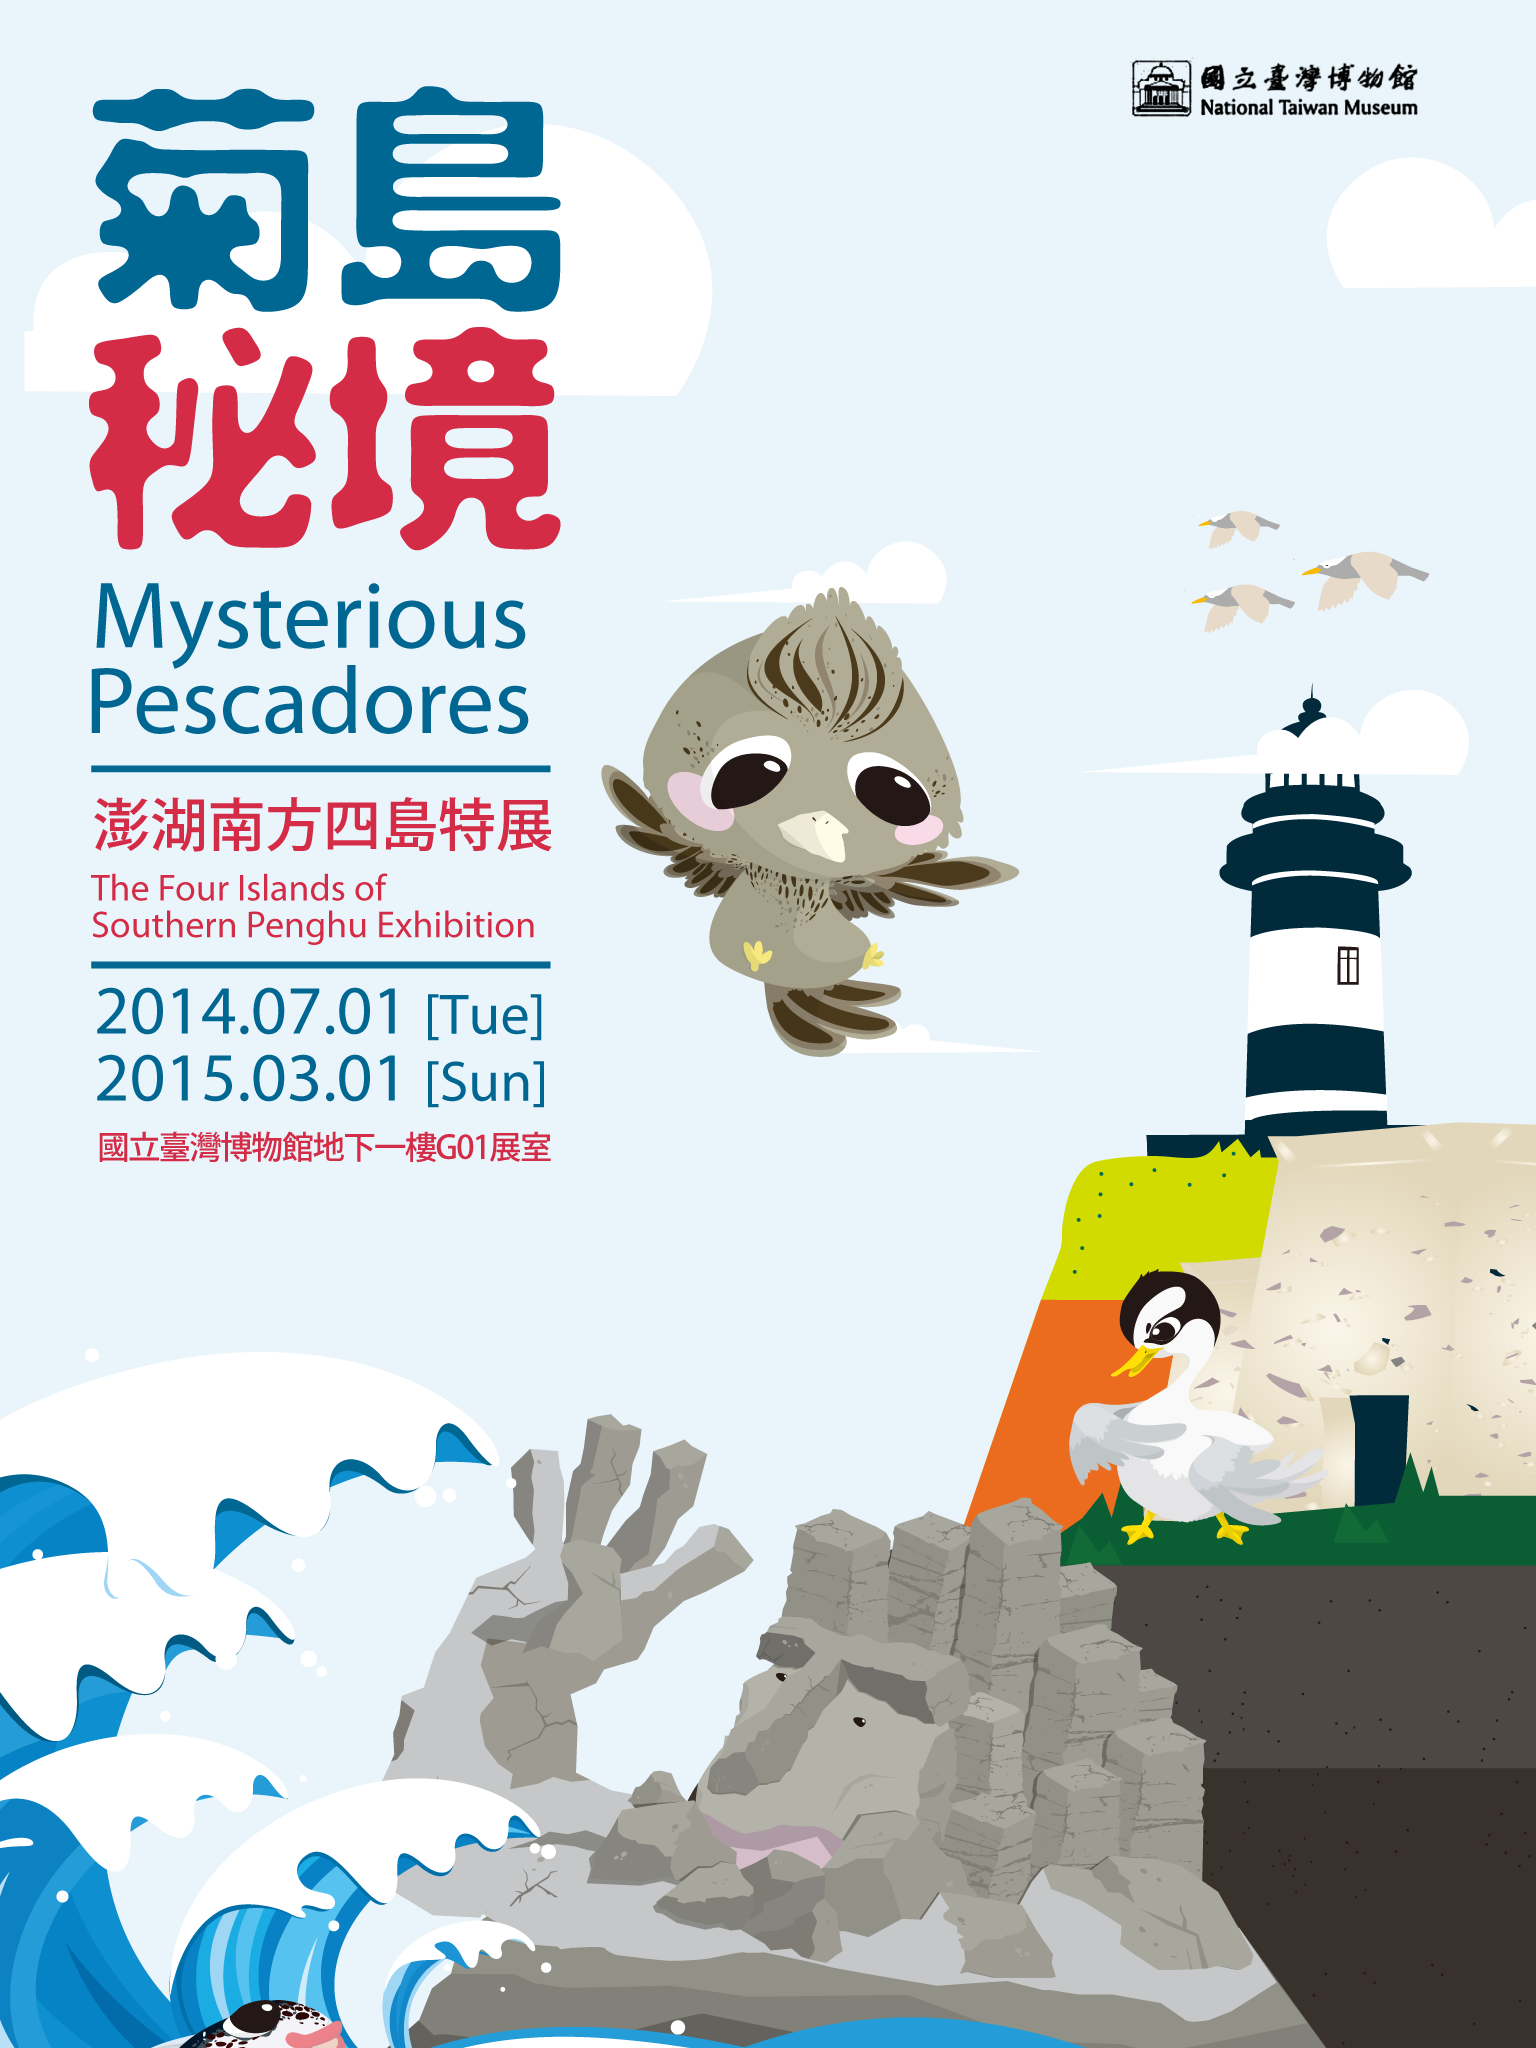 國立臺灣博物館
National Taiwan Museum
菊島
秘境
Mysterious
Pescadores
澎湖南方四島特展
The Four Islands of
Southern Penghu Exhibition
2014.07.01 [Tue]
2015.03.01 [Sun]
國立臺灣博物館地下一樓G01展室